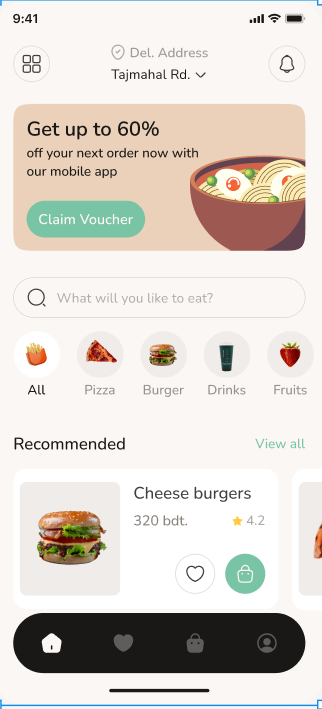 9:41
Del. Address
Tajmahal Rd.
Get up to 60%
off your next order now with
our mobile app
Claim Voucher
What will you like to eat?
All
Pizza
Burger
Drinks
Fruits
Recommended
View all
Cheese burgers
320 bdt.
4.2